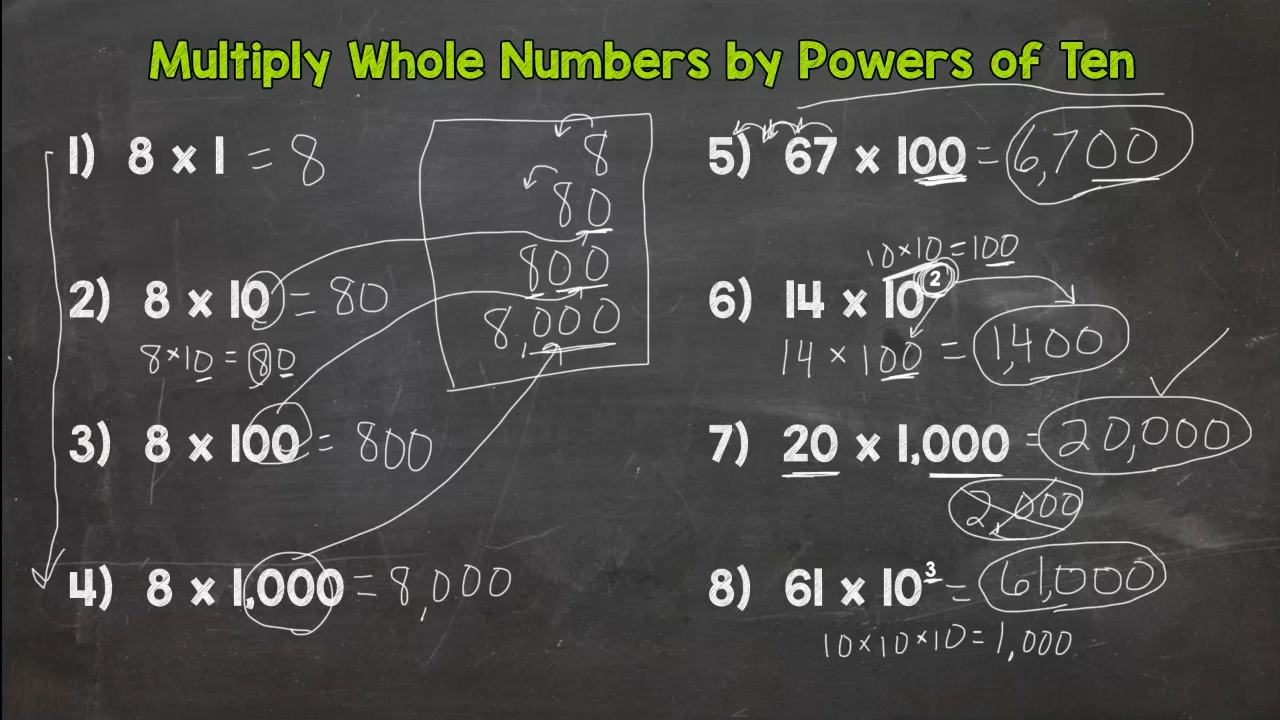 Multiply Whole Numbers by Powers of Ten
1) 8 x 1 = 8
2) 8 x 10 = 80
8 x 10 = 80
3) 8 x 100 = 800
4) 8 x 1,000 = 8,000
8
80
800
8,000
5) 67 x 100 = 6,700
10 x 10 = 100
6) 14 x 10²
14 x 100 = 1,400
7) 20 x 1,000 = 20,000
2,000
8) 61 x 10³ = 61,000
10 x 10 x 10 = 1,000